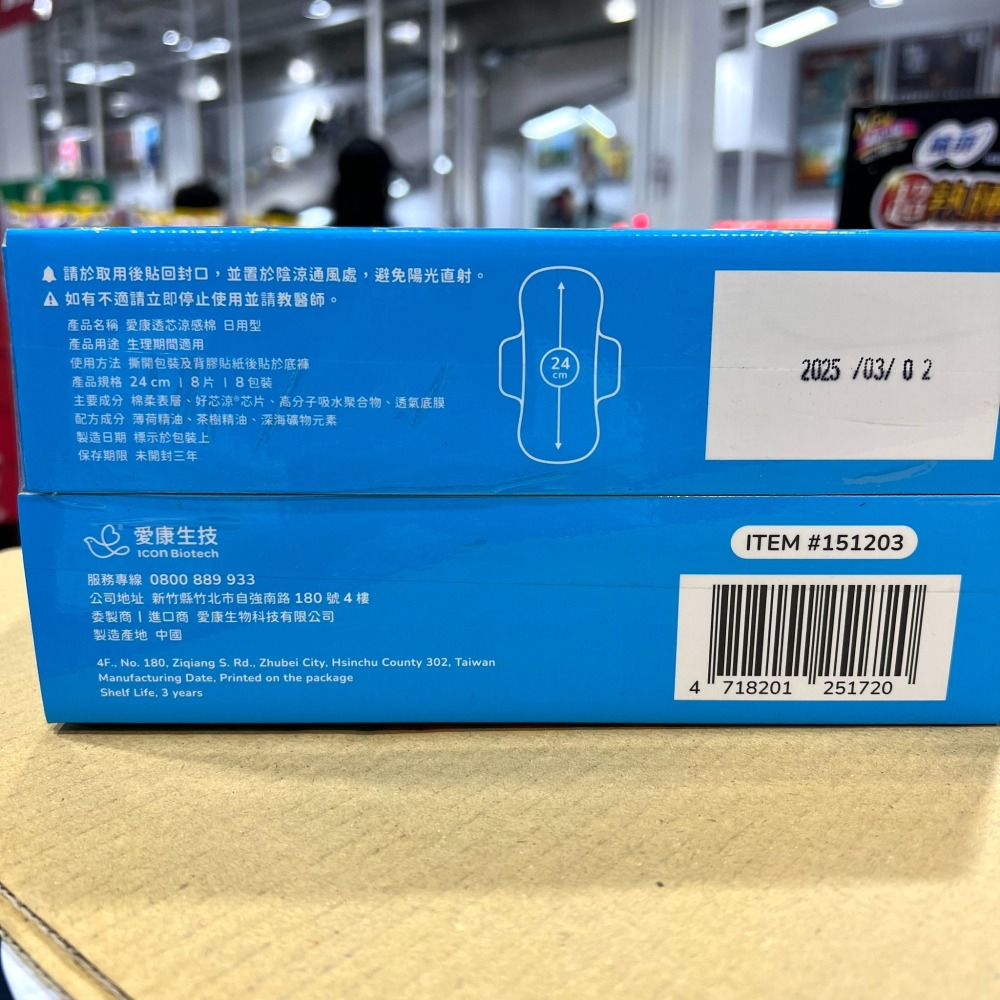 請於取用後貼回封口，並置於陰涼通風處，避免陽光直射。
如有不適請立即停止使用並請教醫師。
產品名稱 愛康透芯涼感棉 日用型
產品用途 生理期間適用
使用方法 撕開包裝及背膠貼紙後貼於底褲
產品規格 24 cm | 8 片 | 8 包裝
主要成分 棉柔表層、好芯涼®芯片、高分子吸水聚合物、透氣底膜
配方成分 薄荷精油、茶樹精油、深海礦物元素
製造日期 標示於包裝上
保存期限 未開封三年
24
cm
2025 /03/ 0 2
愛康生技
icon Biotech
服務專線 0800 889 933
公司地址 新竹縣竹北市自強南路 180 號 4 樓
委製商 | 進口商 愛康生物科技有限公司
製造產地 中國
4F., No. 180, Ziqiang S. Rd., Zhubei City, Hsinchu County 302, Taiwan
Manufacturing Date, Printed on the package
Shelf Life, 3 years
ITEM #151203
4 718201 251720